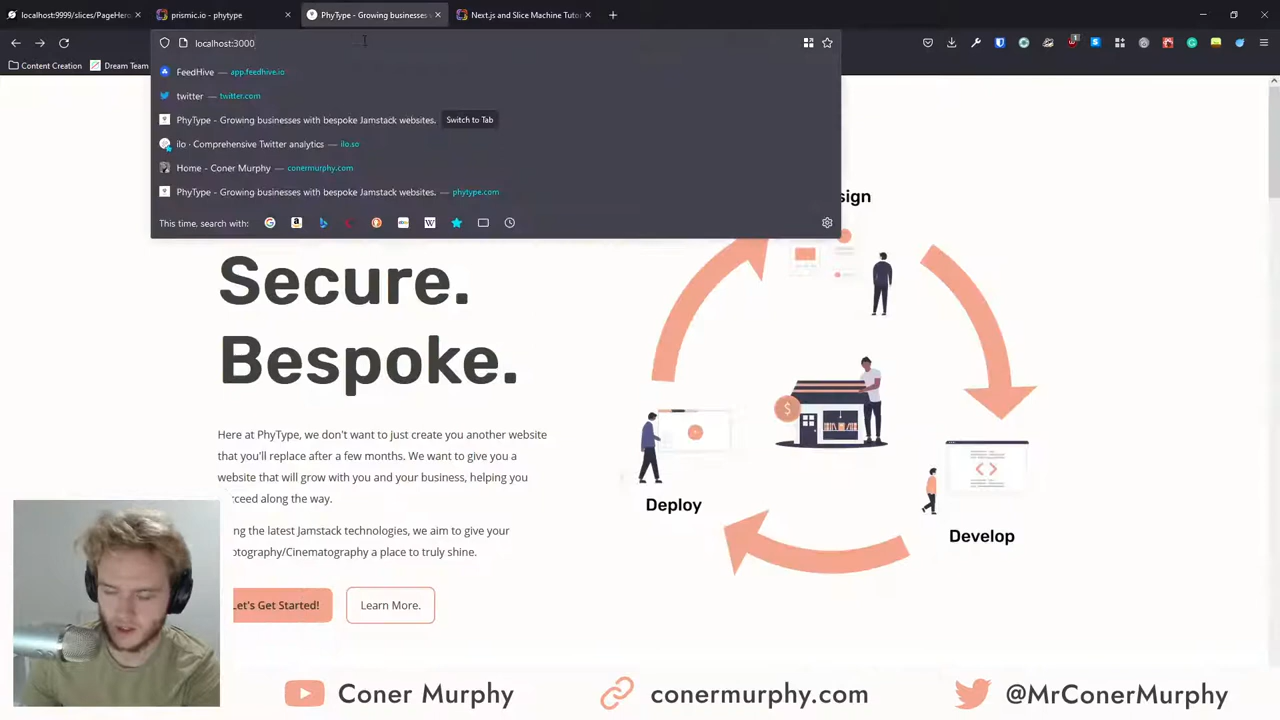 localhost:9999/slices/PageHero
prismic.io - phytype
PhyType - Growing businesses
Next.js and Slice Machine Tuto
localhost:3000
Content Creation
Dream Team
FeedHive — app.feedhive.io
twitter — twitter.com
PhyType - Growing businesses with bespoke Jamstack websites. Switch to Tab
ilo · Comprehensive Twitter analytics — ilo.so
Home - Coner Murphy — conermurphy.com
PhyType - Growing businesses with bespoke Jamstack websites. — phytype.com
This time, search with:
sign
Secure.
Bespoke.
Here at PhyType, we don't want to just create you another website
that you'll replace after a few months. We want to give you a
website that will grow with you and your business, helping you
cceed along the way.
ng the latest Jamstack technologies, we aim to give your
otography/Cinematography a place to truly shine.
Let's Get Started!
Learn More.
Deploy
Develop
Coner Murphy
conermurphy.com
@MrConerMurphy